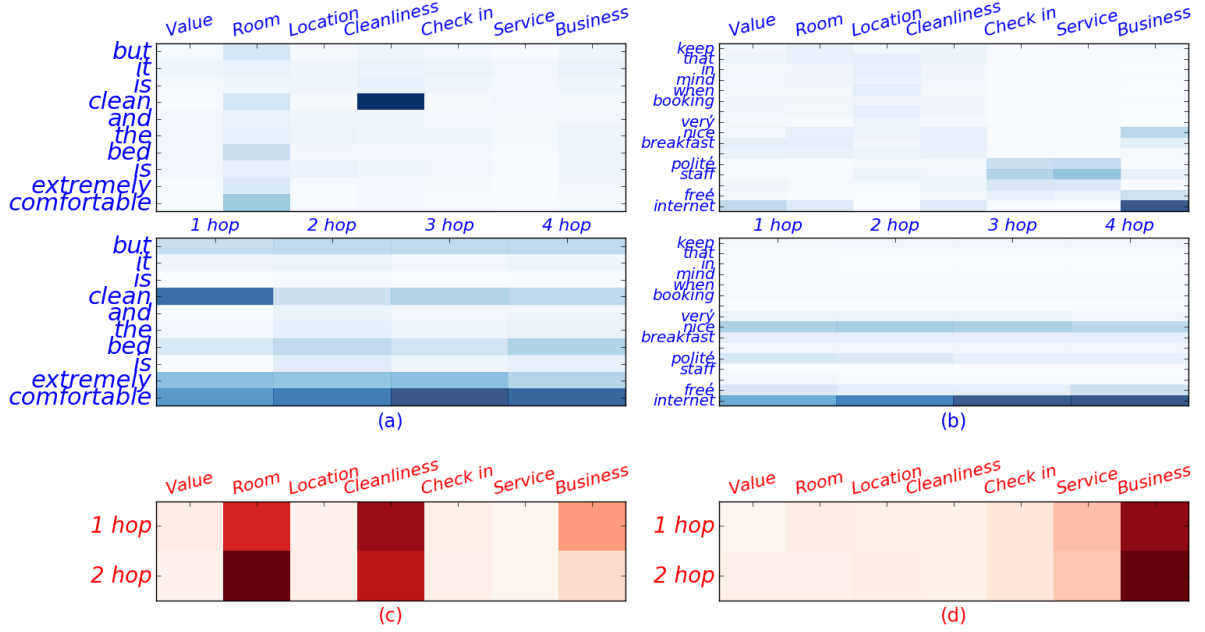 Value Room Location Cleanliness Check in Service Business
but
it
is
clean
and
the
bed
is
extremely
comfortable
1 hop 2 hop 3 hop 4 hop
but
it
is
clean
and
the
bed
is
extremely
comfortable
(a)
Value Room Location Cleanliness Check in Service Business
keep
that
in
mind
when
booking
very
nice
breakfast
polite
staff
free
internet
1 hop 2 hop 3 hop 4 hop
keep
that
in
mind
when
booking
very
nice
breakfast
polite
staff
free
internet
(b)
Value Room Location Cleanliness Check in Service Business
1 hop
2 hop
(c)
Value Room Location Cleanliness Check in Service Business
1 hop
2 hop
(d)